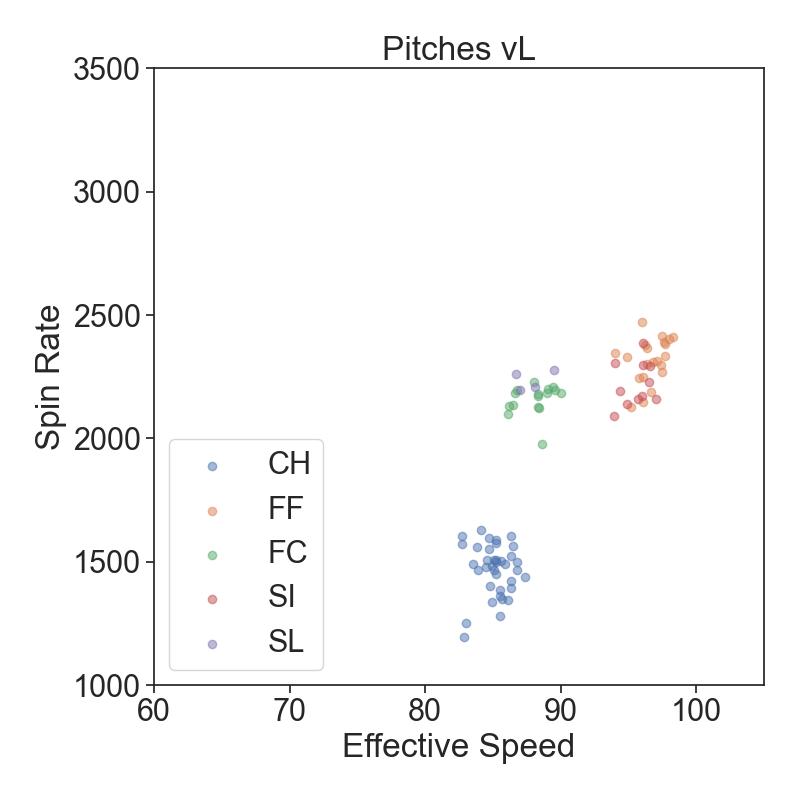 Pitches vL
3500
3000
2500
2000
1500
1000
Spin Rate
CH
FF
FC
SI
SL
60 70 80 90 100
Effective Speed